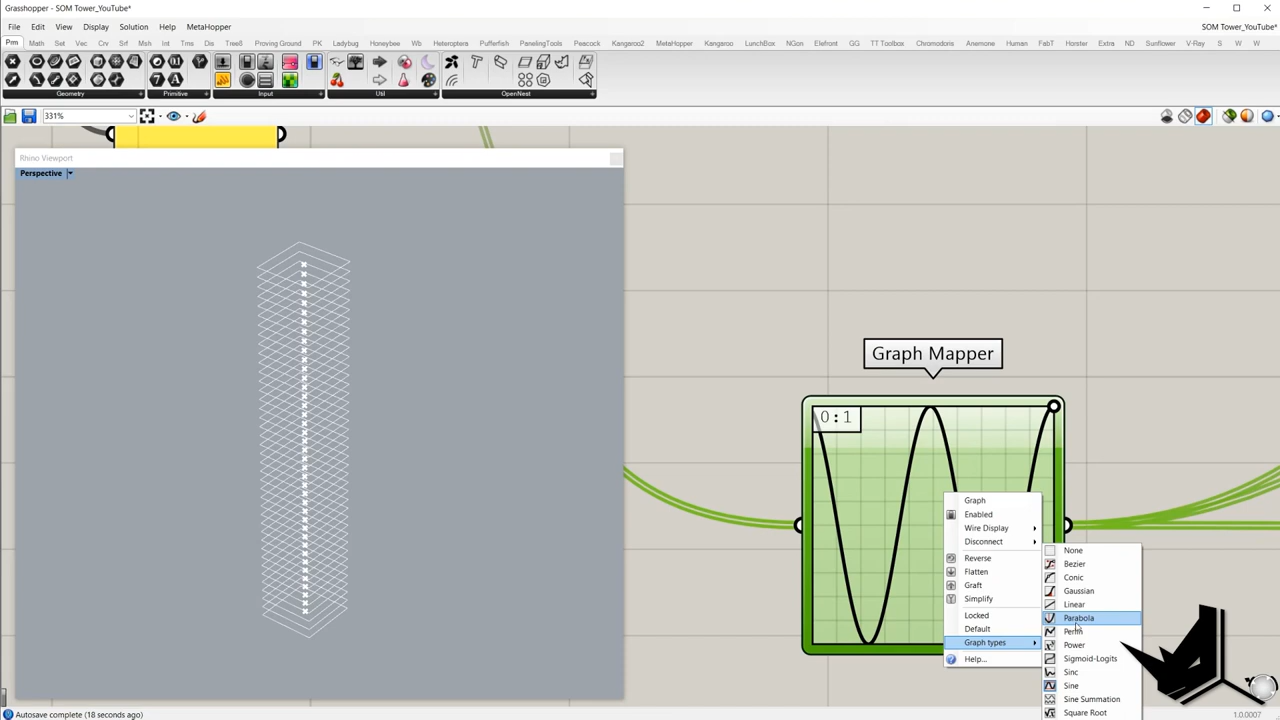 Grasshopper - SOM Tower_YouTube*
File Edit View Display Solution Help MetaHopper SOM Tower_YouTube*
Prm Math Set Vec Crv Srf Msh Int Trns Dis Tree8 Proving Ground PK Ladybug Honeybee Wb Heteroptera Pufferfish PanelingTools Peacock Kangaroo2 MetaHopper Kangaroo LunchBox NGon Elefront GG TT Toolbox Chromodoris Anemone Human FabT Horster Extra ND Sunflower V-Ray S W W
Geometry Primitive Input Util OpenNest
331%
Rhino Viewport
Perspective
Graph Mapper
0 : 1
Graph
Enabled
Wire Display
Disconnect
Reverse
Flatten
Graft
Simplify
Locked
Default
Graph types
Help...
None
Bezier
Conic
Gaussian
Linear
Parabola
Perlin
Power
Sigmoid-Logits
Sinc
Sine
Sine Summation
Square Root
Autosave complete (18 seconds ago) 1.0.0007